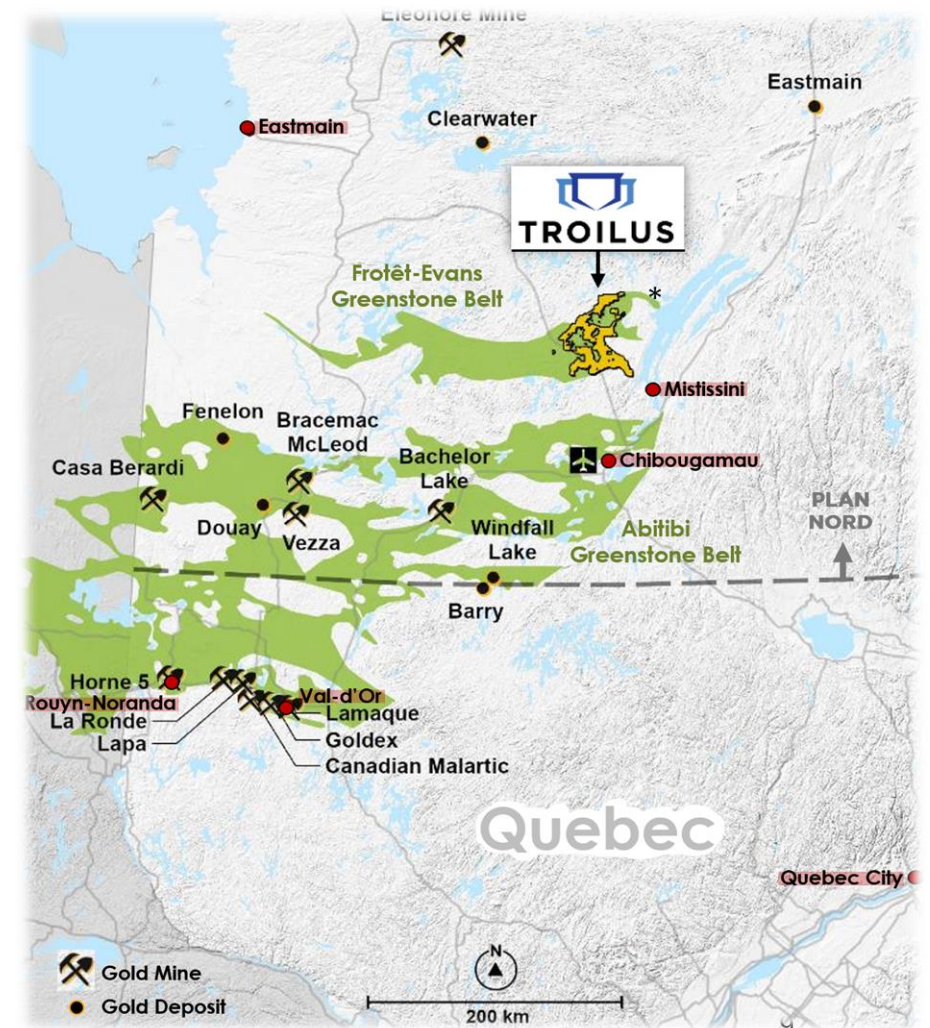 Eleonore Mine
Eastmain
Clearwater
Eastmain
TROILUS
Frotêt-Evans
Greenstone Belt
*
Mistissini
Fenelon
Bracemac
McLeod
Casa Berardi
Bachelor
Lake
Chibougamau
PLAN
NORD
Douay
Vezza
Windfall
Lake
Abitibi
Greenstone Belt
Barry
Horne 5
Rouyn-Noranda
Val-d'Or
La Ronde
Lamaque
Lapa
Goldex
Canadian Malartic
Quebec
Quebec City
N
Gold Mine
Gold Deposit
200 km